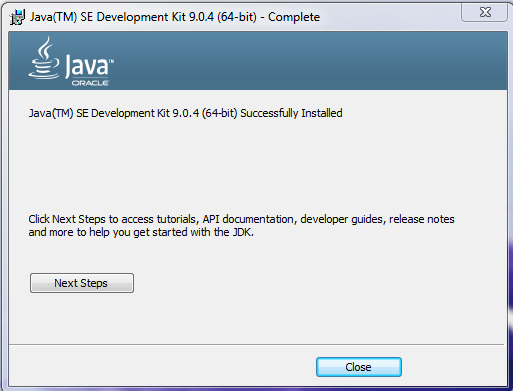 Java(TM) SE Development Kit 9.0.4 (64-bit) - Complete
Java™
ORACLE
Java(TM) SE Development Kit 9.0.4 (64-bit) Successfully Installed
Click Next Steps to access tutorials, API documentation, developer guides, release notes
and more to help you get started with the JDK.
Next Steps
Close